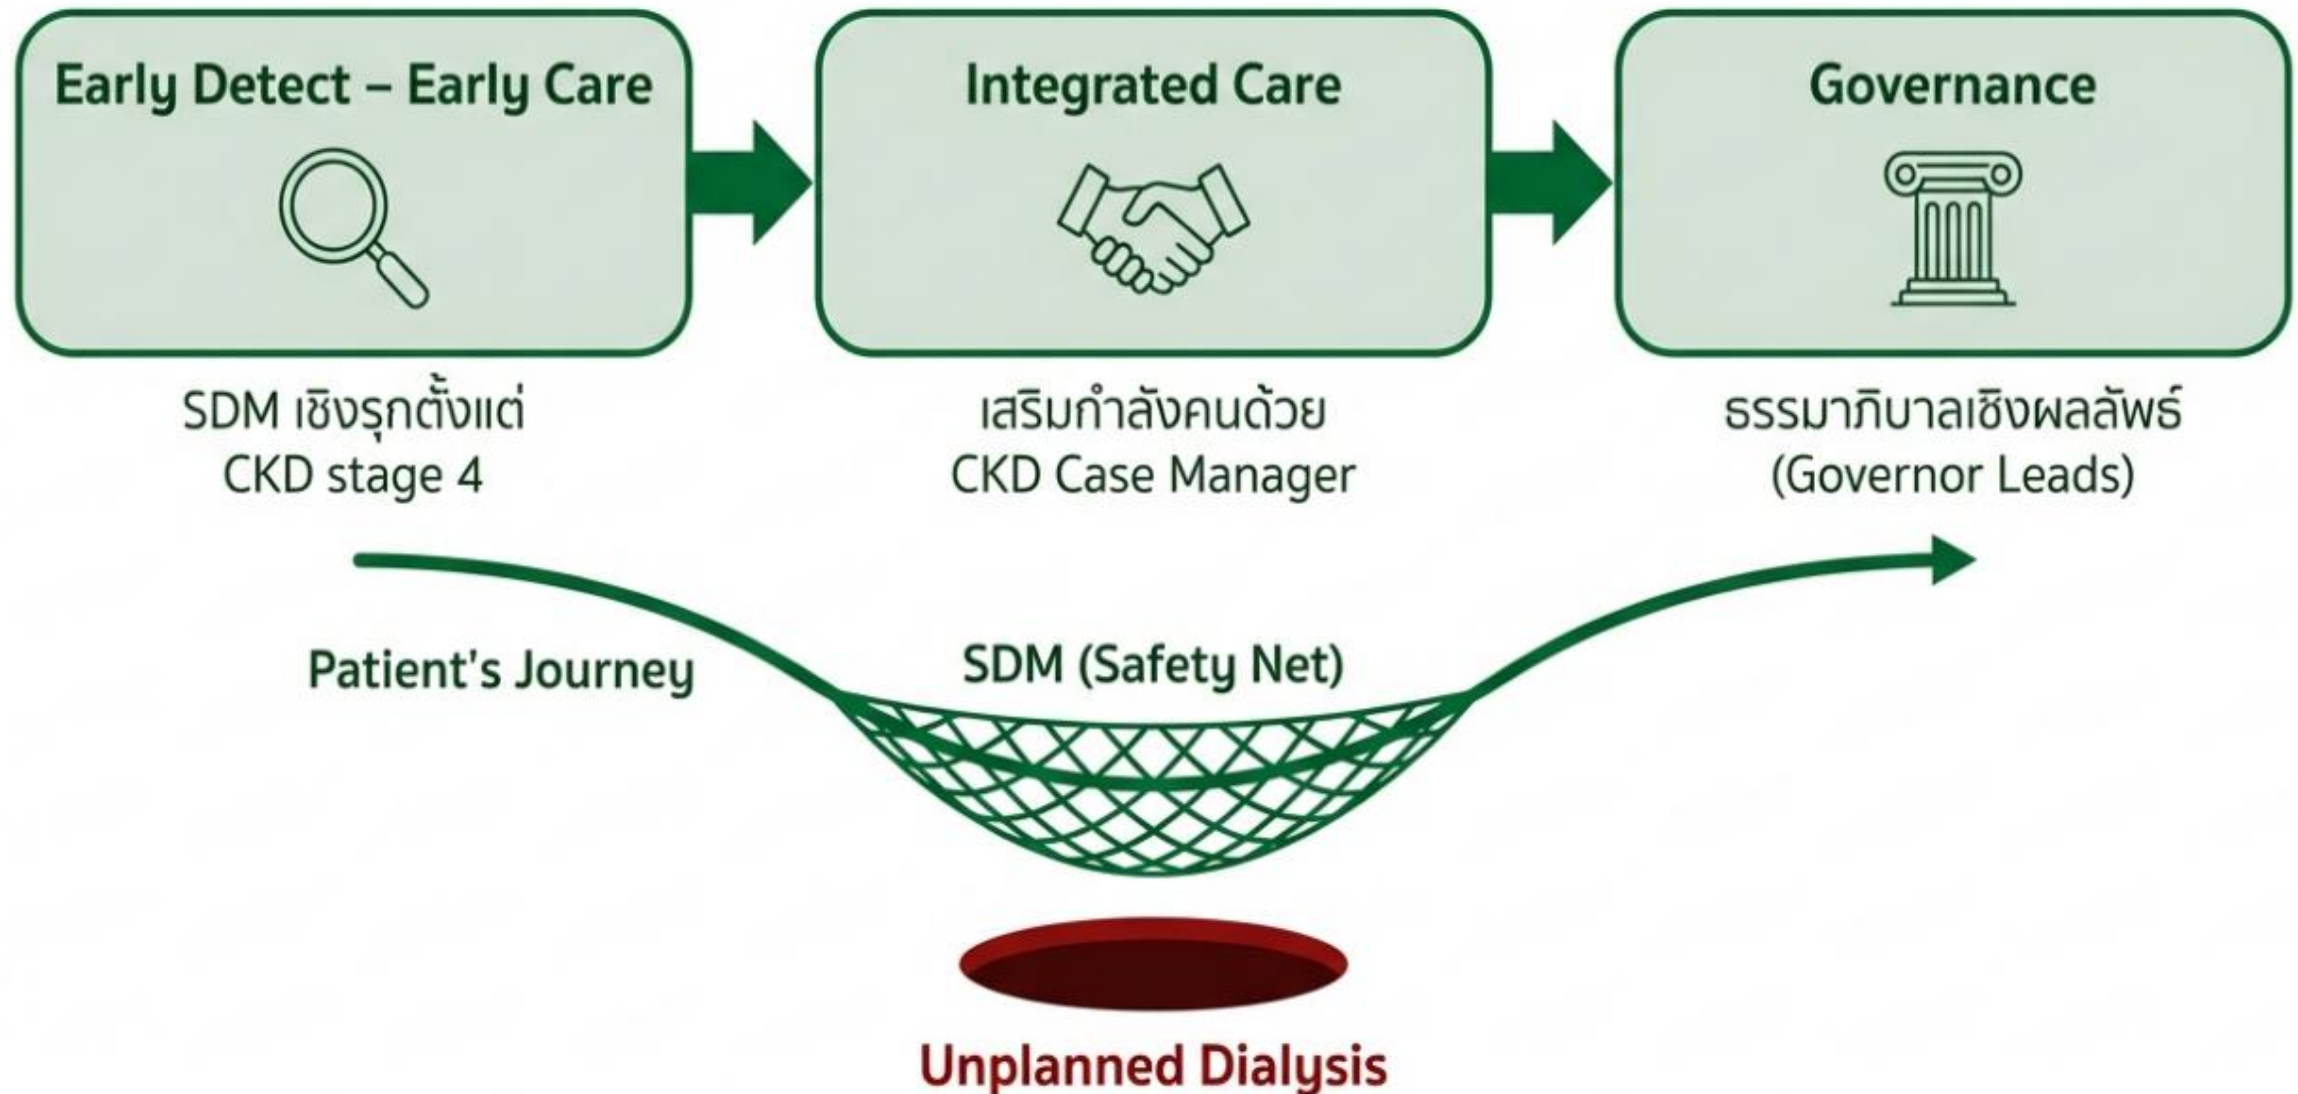 Early Detect – Early Care
Integrated Care
Governance
SDM เชิงรุกตั้งแต่
CKD stage 4
เสริมกำลังคนด้วย
CKD Case Manager
ธรรมาภิบาลเชิงผลลัพธ์
(Governor Leads)
Patient's Journey
SDM (Safety Net)
Unplanned Dialysis